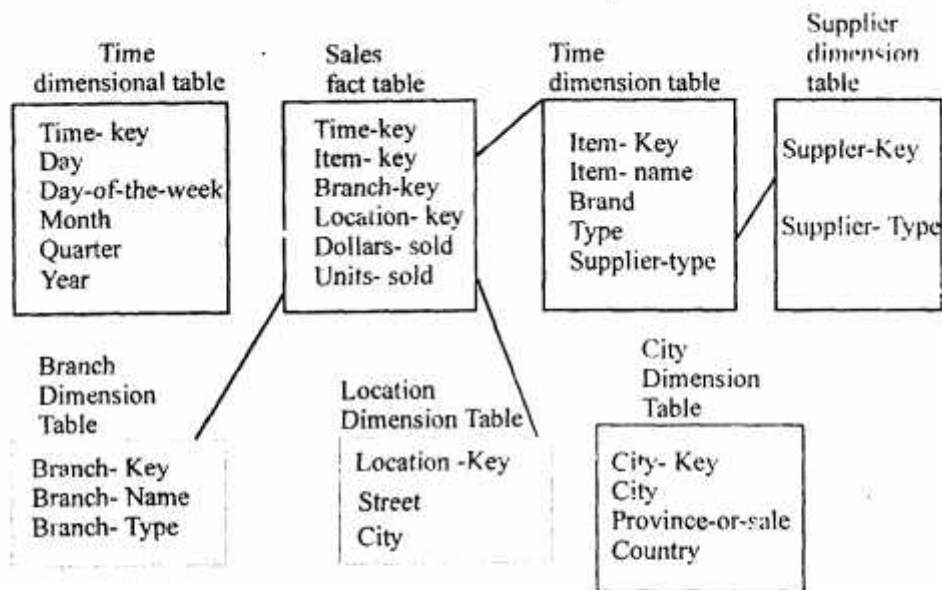 Time
dimensional table
Time- key
Day
Day-of-the-week
Month
Quarter
Year
Sales
fact table
Time-key
Item- key
Branch-key
Location- key
Dollars- sold
Units- sold
Time
dimension table
Item- Key
Item- name
Brand
Type
Supplier-type
Supplier
dimension
table
Suppler-Key
Supplier- Type
Branch
Dimension
Table
Branch- Key
Branch- Name
Branch- Type
Location
Dimension Table
Location -Key
Street
City
City
Dimension
Table
City- Key
City
Province-or-sale
Country